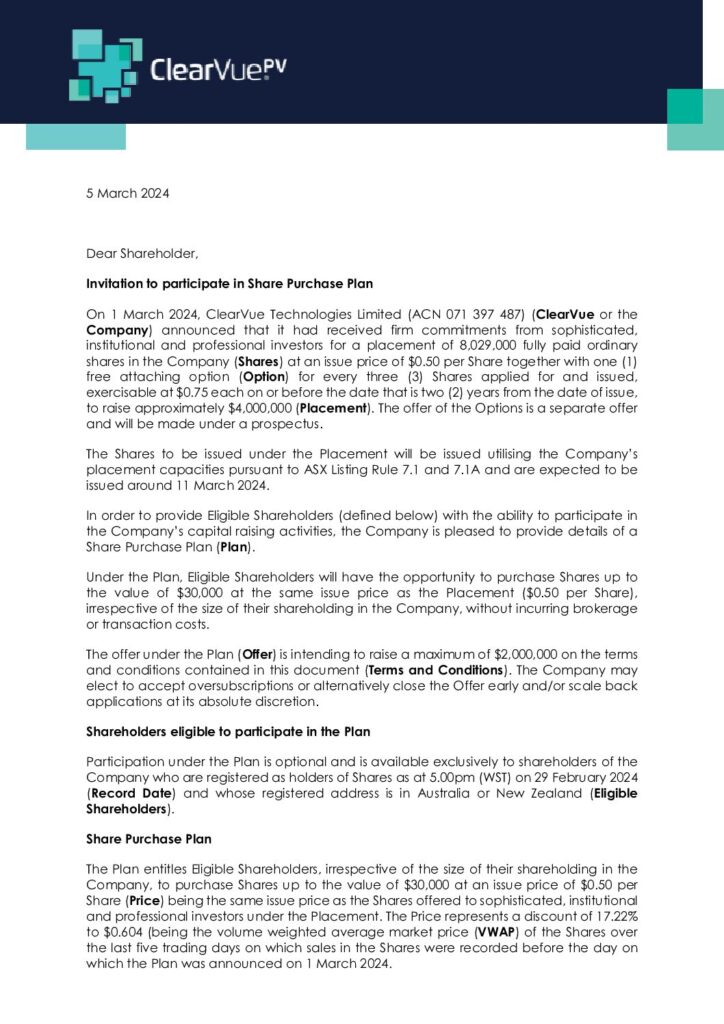 ClearVuePV
5 March 2024
Dear Shareholder,
Invitation to participate in Share Purchase Plan
On 1 March 2024, ClearVue Technologies Limited (ACN 071 397 487) (ClearVue or the
Company) announced that it had received firm commitments from sophisticated,
institutional and professional investors for a placement of 8,029,000 fully paid ordinary
shares in the Company (Shares) at an issue price of $0.50 per Share together with one (1)
free attaching option (Option) for every three (3) Shares applied for and issued,
exercisable at $0.75 each on or before the date that is two (2) years from the date of issue,
to raise approximately $4,000,000 (Placement). The offer of the Options is a separate offer
and will be made under a prospectus.
The Shares to be issued under the Placement will be issued utilising the Company's
placement capacities pursuant to ASX Listing Rule 7.1 and 7.1A and are expected to be
issued around 11 March 2024.
In order to provide Eligible Shareholders (defined below) with the ability to participate in
the Company's capital raising activities, the Company is pleased to provide details of a
Share Purchase Plan (Plan).
Under the Plan, Eligible Shareholders will have the opportunity to purchase Shares up to
the value of $30,000 at the same issue price as the Placement ($0.50 per Share),
irrespective of the size of their shareholding in the Company, without incurring brokerage
or transaction costs.
The offer under the Plan (Offer) is intending to raise a maximum of $2,000,000 on the terms
and conditions contained in this document (Terms and Conditions). The Company may
elect to accept oversubscriptions or alternatively close the Offer early and/or scale back
applications at its absolute discretion.
Shareholders eligible to participate in the Plan
Participation under the Plan is optional and is available exclusively to shareholders of the
Company who are registered as holders of Shares as at 5.00pm (WST) on 29 February 2024
(Record Date) and whose registered address is in Australia or New Zealand (Eligible
Shareholders).
Share Purchase Plan
The Plan entitles Eligible Shareholders, irrespective of the size of their shareholding in the
Company, to purchase Shares up to the value of $30,000 at an issue price of $0.50 per
Share (Price) being the same issue price as the Shares offered to sophisticated, institutional
and professional investors under the Placement. The Price represents a discount of 17.22%
to $0.604 (being the volume weighted average market price (VWAP) of the Shares over
the last five trading days on which sales in the Shares were recorded before the day on
which the Plan was announced on 1 March 2024.